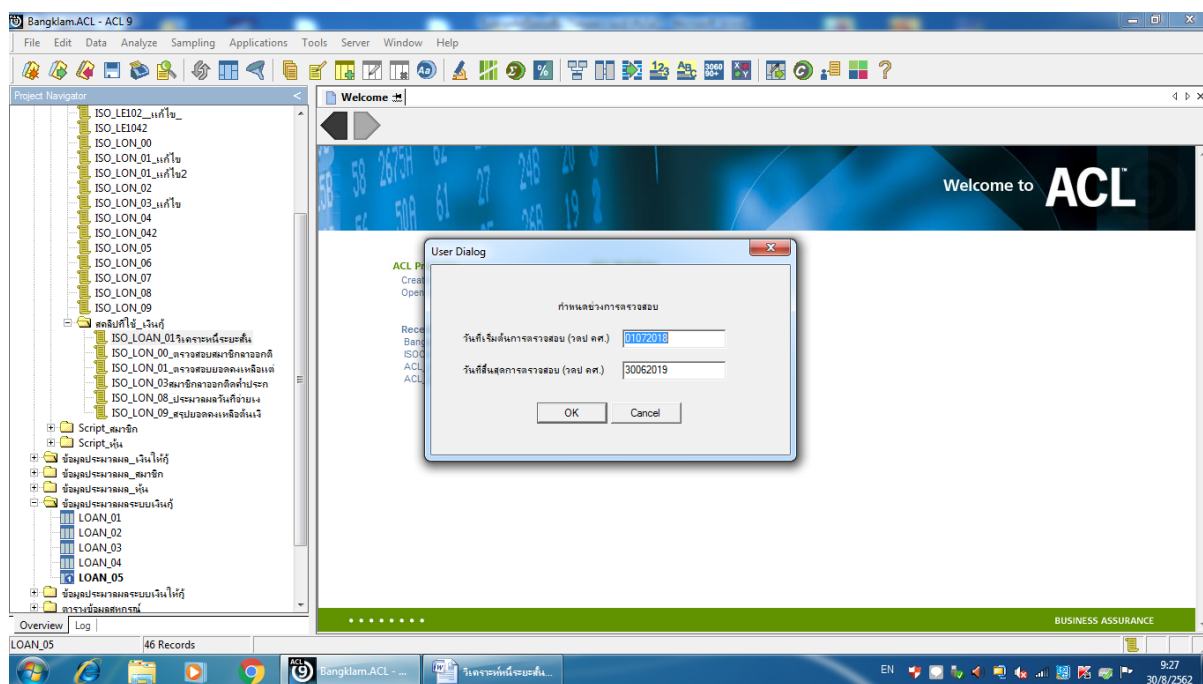 Bangklam.ACL - ACL 9
File Edit Data Analyze Sampling Applications Tools Server Window Help
Project Navigator
Welcome
ISO_LE102__แก้ไข_
ISO_LE1042
ISO_LON_00
ISO_LON_01_แก้ไข
ISO_LON_01_แก้ไข2
ISO_LON_02
ISO_LON_03_แก้ไข
ISO_LON_04
ISO_LON_042
ISO_LON_05
ISO_LON_06
ISO_LON_07
ISO_LON_08
ISO_LON_09
สคลิปที่ใช้_เงินกู้
ISO_LOAN_01วิเคราะหนี้ระยะสั้น
ISO_LON_00_ตรวจสอบสมาชิกลาออกติ
ISO_LON_01_ตรวจสอบยอดคงเหลือแต่
ISO_LON_03สมาชิกลาออกติดค้ำประก
ISO_LON_08_ประมวลผลวันที่จ่ายเง
ISO_LON_09_สรุปยอดคงเหลือต้นเงิ
Script_สมาชิก
Script_หุ้น
ข้อมูลประมวลผล_เงินให้กู้
ข้อมูลประมวลผล_สมาชิก
ข้อมูลประมวลผล_หุ้น
ข้อมูลประมวลผลระบบเงินกู้
LOAN_01
LOAN_02
LOAN_03
LOAN_04
LOAN_05
ข้อมูลประมวลผลระบบเงินให้กู้
ตารางข้อมูลสหกรณ์
Overview Log
Welcome to ACL™
ACL Pr
Creat
Open
Rece
Bang
ISOC
ACL_
ACL_
User Dialog
กำหนดช่วงการตรวจสอบ
วันที่เริ่มต้นการตรวจสอบ (วดป คศ.) 01072018
วันที่สิ้นสุดการตรวจสอบ (วดป คศ.) 30062019
OK Cancel
BUSINESS ASSURANCE
LOAN_05 46 Records
Bangklam.ACL - ... วิเคราะห์หนี้ระยะสั้น... EN 9:27
30/8/2562